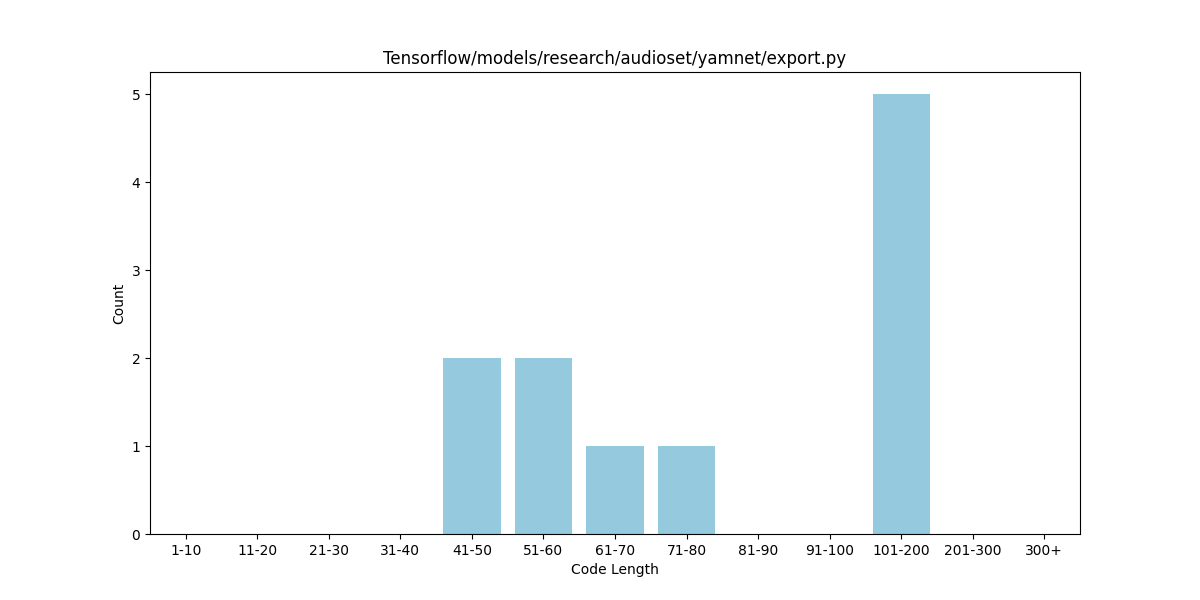 Tensorflow/models/research/audioset/yamnet/export.py
5
4
3
2
1
0
Count
1-10 11-20 21-30 31-40 41-50 51-60 61-70 71-80 81-90 91-100 101-200 201-300 300+
Code Length